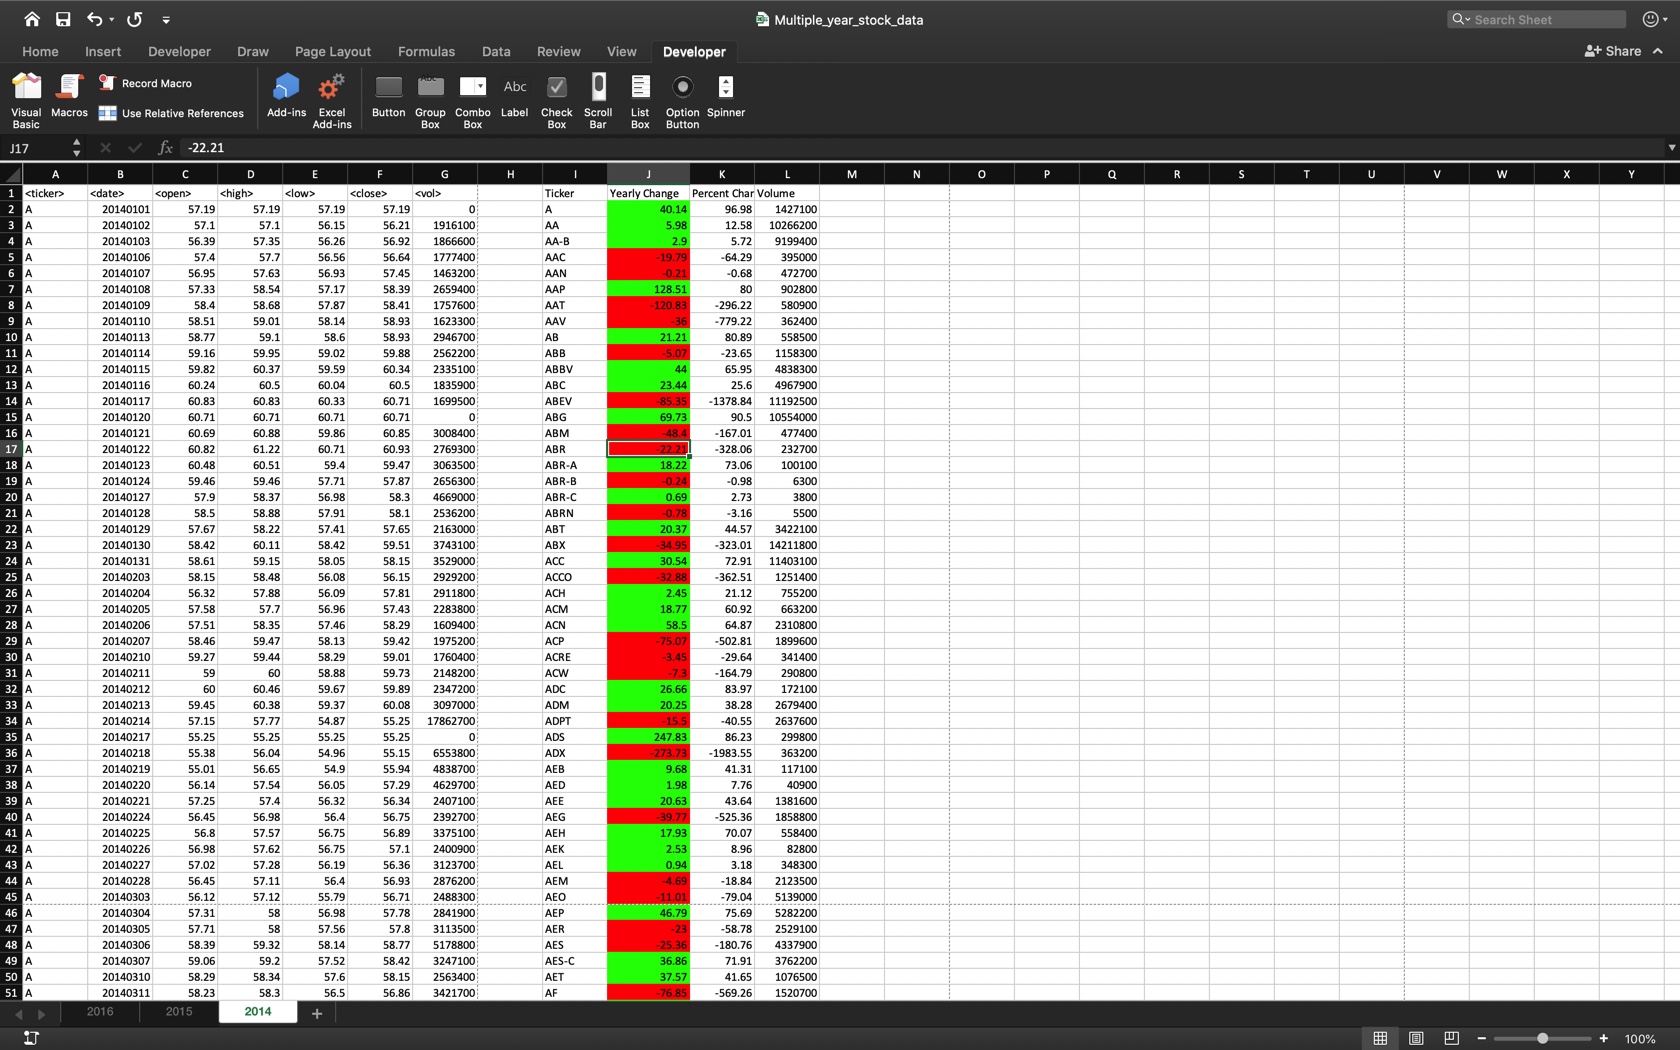 Multiple_year_stock_data
Search Sheet
Home Insert Developer Draw Page Layout Formulas Data Review View Developer Share
Visual Basic Macros Record Macro Use Relative References Add-ins Excel Add-ins Button Group Box Combo Box Abc Label Check Box Scroll Bar List Box Option Button Spinner
J17 fx -22.21
A B C D E F G H I J K L M N O P Q R S T U V W X Y
1 <ticker> <date> <open> <high> <low> <close> <vol> Ticker Yearly Change Percent Char Volume
2 A 20140101 57.19 57.19 57.19 57.19 0 A 40.14 96.98 1427100
3 A 20140102 57.1 57.1 56.15 56.21 1916100 AA 5.98 12.58 10266200
4 A 20140103 56.39 57.35 56.26 56.92 1866600 AA-B 2.9 5.72 9199400
5 A 20140106 57.4 57.7 56.56 56.64 1777400 AAC -19.79 -64.29 395000
6 A 20140107 56.95 57.63 56.93 57.45 1463200 AAN -0.21 -0.68 472700
7 A 20140108 57.33 58.54 57.17 58.39 2659400 AAP 128.51 80 902800
8 A 20140109 58.4 58.68 57.87 58.41 1757600 AAT -120.83 -296.22 580900
9 A 20140110 58.51 59.01 58.14 58.93 1623300 AAV -36 -779.22 362400
10 A 20140113 58.77 59.1 58.6 58.93 2946700 AB 21.21 80.89 558500
11 A 20140114 59.16 59.95 59.02 59.88 2562200 ABB -5.07 -23.65 1158300
12 A 20140115 59.82 60.37 59.59 60.34 2335100 ABBV 44 65.95 4838300
13 A 20140116 60.24 60.5 60.04 60.5 1835900 ABC 23.44 25.6 4967900
14 A 20140117 60.83 60.83 60.33 60.71 1699500 ABEV -85.35 -1378.84 11192500
15 A 20140120 60.71 60.71 60.71 60.71 0 ABG 69.73 90.5 10554000
16 A 20140121 60.69 60.88 59.86 60.85 3008400 ABM -48.4 -167.01 477400
17 A 20140122 60.82 61.22 60.71 60.93 2769300 ABR -22.21 -328.06 232700
18 A 20140123 60.48 60.51 59.4 59.47 3063500 ABR-A 18.22 73.06 100100
19 A 20140124 59.46 59.46 57.71 57.87 2656300 ABR-B -0.24 -0.98 6300
20 A 20140127 57.9 58.37 56.98 58.3 4669000 ABR-C 0.69 2.73 3800
21 A 20140128 58.5 58.88 57.91 58.1 2536200 ABRN -0.78 -3.16 5500
22 A 20140129 57.67 58.22 57.41 57.65 2163000 ABT 20.37 44.57 3422100
23 A 20140130 58.42 60.11 58.42 59.51 3743100 ABX -34.95 -323.01 14211800
24 A 20140131 58.61 59.15 58.05 58.15 3529000 ACC 30.54 72.91 11403100
25 A 20140203 58.15 58.48 56.08 56.15 2929200 ACCO -32.88 -362.51 1251400
26 A 20140204 56.32 57.88 56.09 57.81 2911800 ACH 2.45 21.12 755200
27 A 20140205 57.58 57.7 56.96 57.43 2283800 ACM 18.77 60.92 663200
28 A 20140206 57.51 58.35 57.46 58.29 1609400 ACN 58.5 64.87 2310800
29 A 20140207 58.46 59.47 58.13 59.42 1975200 ACP -75.07 -502.81 1899600
30 A 20140210 59.27 59.44 58.29 59.01 1760400 ACRE -3.45 -29.64 341400
31 A 20140211 59 60 58.88 59.73 2148200 ACW -7.3 -164.79 290800
32 A 20140212 60 60.46 59.67 59.89 2347200 ADC 26.66 83.97 172100
33 A 20140213 59.45 60.38 59.37 60.08 3097000 ADM 20.25 38.28 2679400
34 A 20140214 57.15 57.77 54.87 55.25 17862700 ADPT -15.5 -40.55 2637600
35 A 20140217 55.25 55.25 55.25 55.25 0 ADS 247.83 86.23 299800
36 A 20140218 55.38 56.04 54.96 55.15 6553800 ADX -273.73 -1983.55 363200
37 A 20140219 55.01 56.65 54.9 55.94 4838700 AEB 9.68 41.31 117100
38 A 20140220 56.14 57.54 56.05 57.29 4629700 AED 1.98 7.76 40900
39 A 20140221 57.25 57.4 56.32 56.34 2407100 AEE 20.63 43.64 1381600
40 A 20140224 56.45 56.98 56.4 56.75 2392700 AEG -39.77 -525.36 1858800
41 A 20140225 56.8 57.57 56.75 56.89 3375100 AEH 17.93 70.07 558400
42 A 20140226 56.98 57.62 56.75 57.1 2400900 AEK 2.53 8.96 82800
43 A 20140227 57.02 57.28 56.19 56.36 3123700 AEL 0.94 3.18 348300
44 A 20140228 56.45 57.11 56.4 56.93 2876200 AEM -4.69 -18.84 2123500
45 A 20140303 56.12 57.12 55.79 56.71 2488300 AEO -11.01 -79.04 5139000
46 A 20140304 57.31 58 56.98 57.78 2841900 AEP 46.79 75.69 5282200
47 A 20140305 57.71 58 57.56 57.8 3113500 AER -23 -58.78 2529100
48 A 20140306 58.39 59.32 58.14 58.77 5178800 AES -25.36 -180.76 4337900
49 A 20140307 59.06 59.2 57.52 58.42 3247100 AES-C 36.86 71.91 3762200
50 A 20140310 58.29 58.34 57.6 58.15 2563400 AET 37.57 41.65 1076500
51 A 20140311 58.23 58.3 56.5 56.86 3421700 AF -76.85 -569.26 1520700
2016 2015 2014
100%